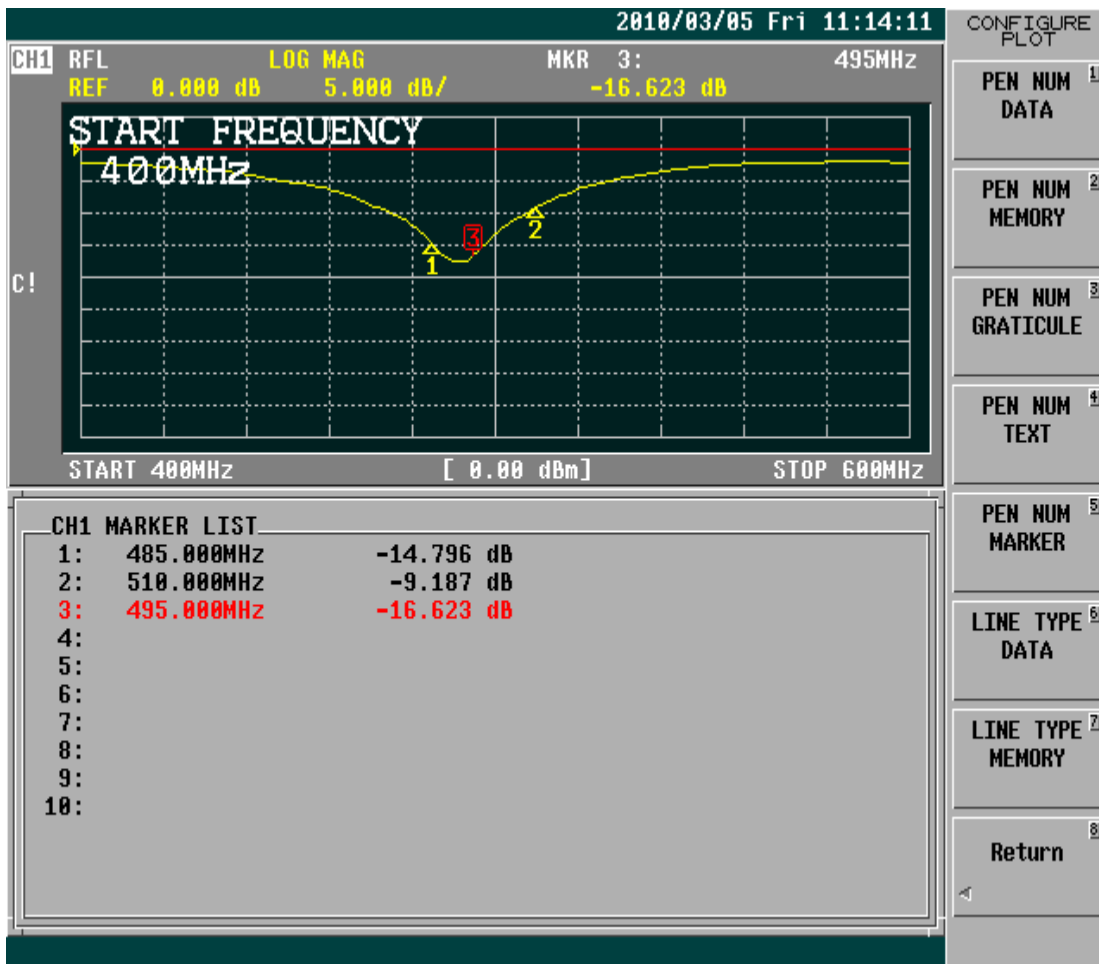 2010/03/05 Fri 11:14:11
CH1 RFL LOG MAG MKR 3: 495MHz
REF 0.000 dB 5.000 dB/ -16.623 dB
START FREQUENCY
400MHz
3
2
1
C!
START 400MHz [ 0.00 dBm] STOP 600MHz
CH1 MARKER LIST
1: 485.000MHz -14.796 dB
2: 510.000MHz -9.187 dB
3: 495.000MHz -16.623 dB
4:
5:
6:
7:
8:
9:
10:
CONFIGURE
PLOT
PEN NUM 1
DATA
PEN NUM 2
MEMORY
PEN NUM 3
GRATICULE
PEN NUM 4
TEXT
PEN NUM 5
MARKER
LINE TYPE 6
DATA
LINE TYPE 7
MEMORY
8
Return